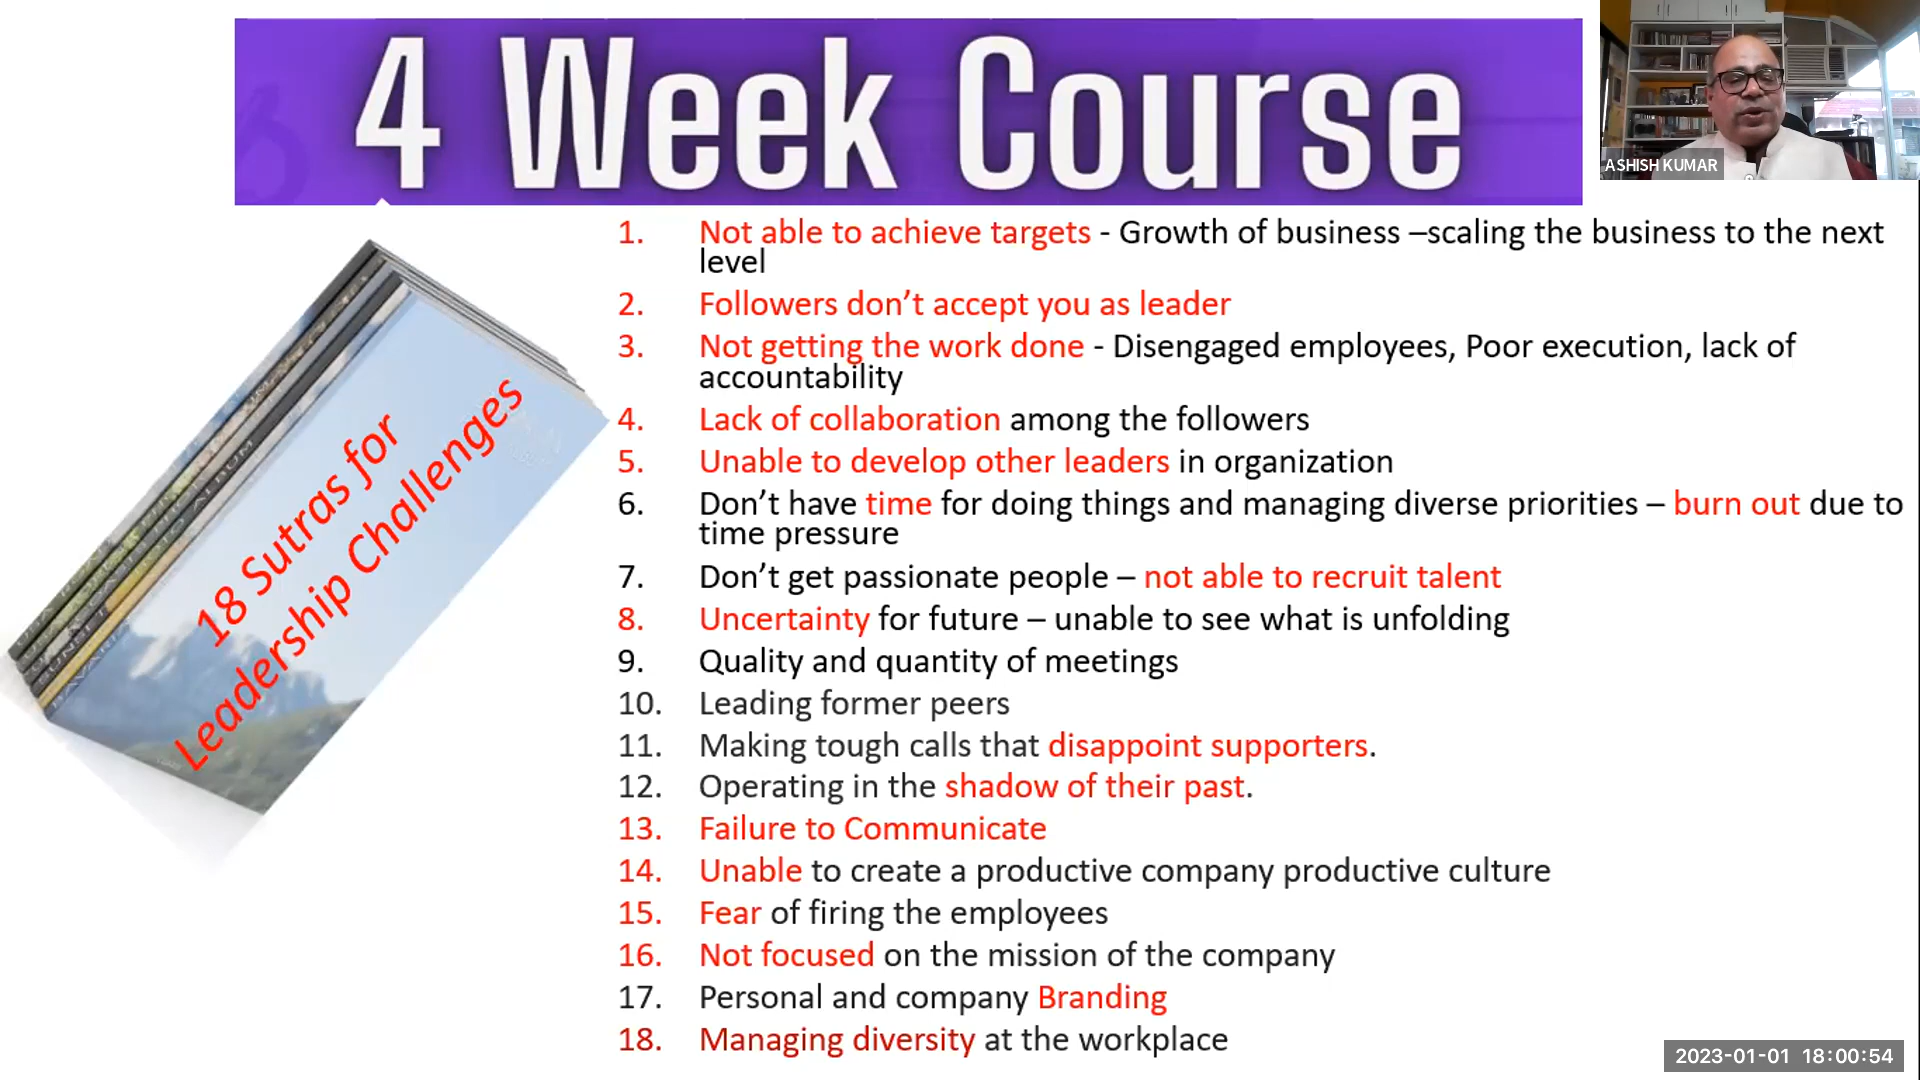 4 Week Course
ASHISH KUMAR
18 Sutras for
Leadership Challenges
1. Not able to achieve targets - Growth of business –scaling the business to the next
level
2. Followers don’t accept you as leader
3. Not getting the work done - Disengaged employees, Poor execution, lack of
accountability
4. Lack of collaboration among the followers
5. Unable to develop other leaders in organization
6. Don’t have time for doing things and managing diverse priorities – burn out due to
time pressure
7. Don’t get passionate people – not able to recruit talent
8. Uncertainty for future – unable to see what is unfolding
9. Quality and quantity of meetings
10. Leading former peers
11. Making tough calls that disappoint supporters.
12. Operating in the shadow of their past.
13. Failure to Communicate
14. Unable to create a productive company productive culture
15. Fear of firing the employees
16. Not focused on the mission of the company
17. Personal and company Branding
18. Managing diversity at the workplace
2023-01-01 18:00:54